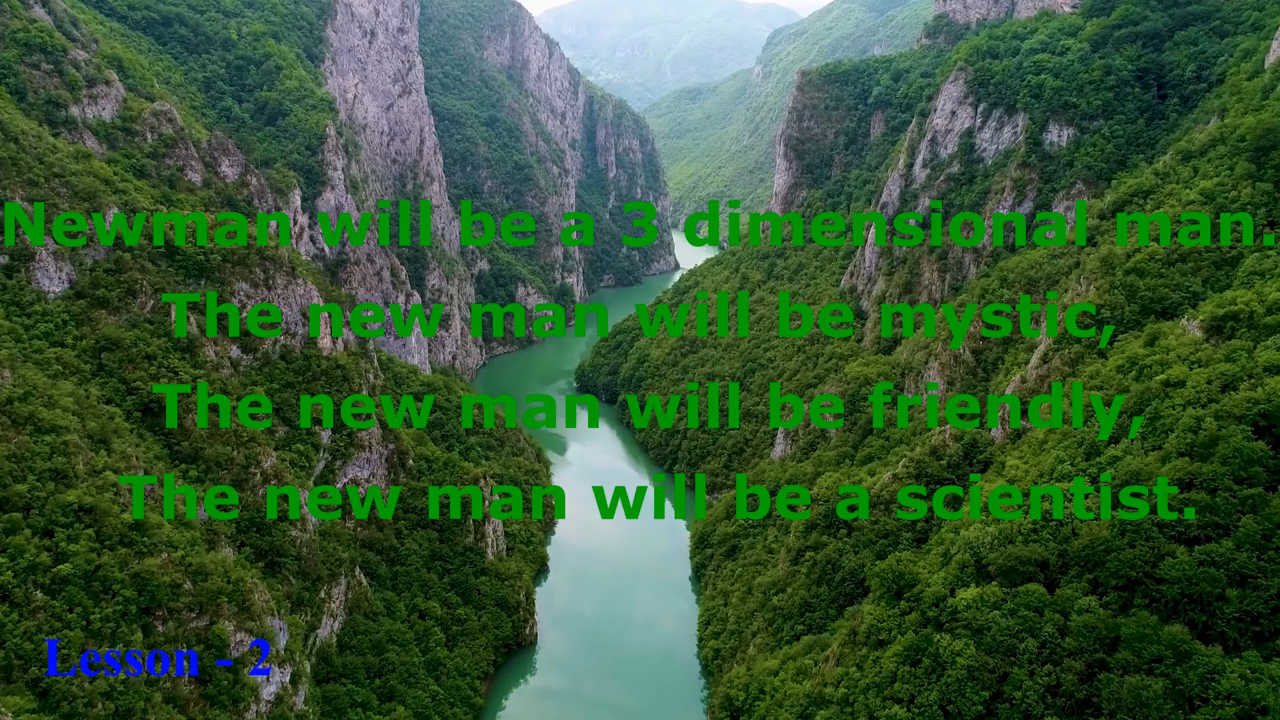 Newman will be a 3 dimensional man.
The new man will be mystic,
The new man will be friendly,
The new man will be a scientist.
Lesson - 2